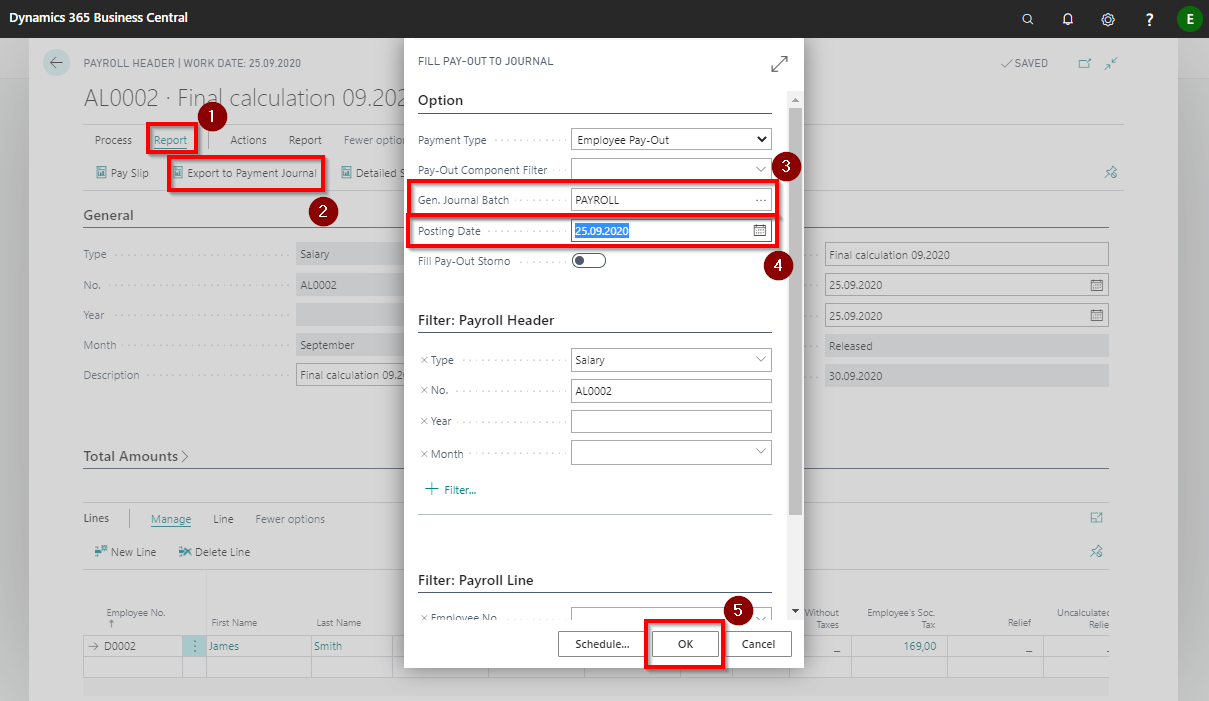 Dynamics 365 Business Central
?
E
PAYROLL HEADER | WORK DATE: 25.09.2020
SAVED
AL0002 · Final calculation 09.202
1
Process
Report
Actions
Report
Fewer optio
Pay Slip
Export to Payment Journal
Detailed S
2
General
Type
Salary
No.
AL0002
Year
Month
September
Description
Final calculation 09.2
Final calculation 09.2020
25.09.2020
25.09.2020
Released
30.09.2020
Total Amounts
Lines
Manage
Line
Fewer options
New Line
Delete Line
Employee No.
First Name
Last Name
Without
Taxes
Employee's Soc.
Tax
Relief
Uncalculated
Relie
D0002
James
Smith
_
169,00
_
FILL PAY-OUT TO JOURNAL
Option
Payment Type
Employee Pay-Out
Pay-Out Component Filter
3
Gen. Journal Batch
PAYROLL
Posting Date
25.09.2020
4
Fill Pay-Out Storno
Filter: Payroll Header
Type
Salary
No.
AL0002
Year
Month
Filter...
Filter: Payroll Line
Employee No.
5
Schedule...
OK
Cancel